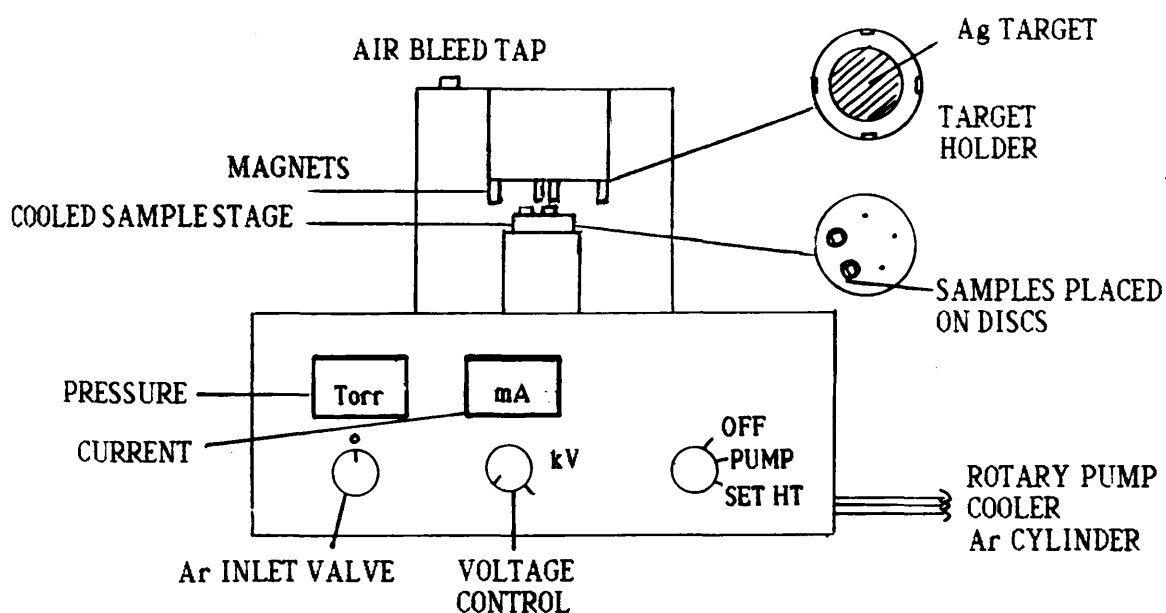 AIR BLEED TAP
Ag TARGET
TARGET
HOLDER
MAGNETS
COOLED SAMPLE STAGE
SAMPLES PLACED
ON DISCS
PRESSURE
Torr
mA
CURRENT
kV
OFF
PUMP
SET HT
ROTARY PUMP
COOLER
Ar CYLINDER
Ar INLET VALVE
VOLTAGE
CONTROL